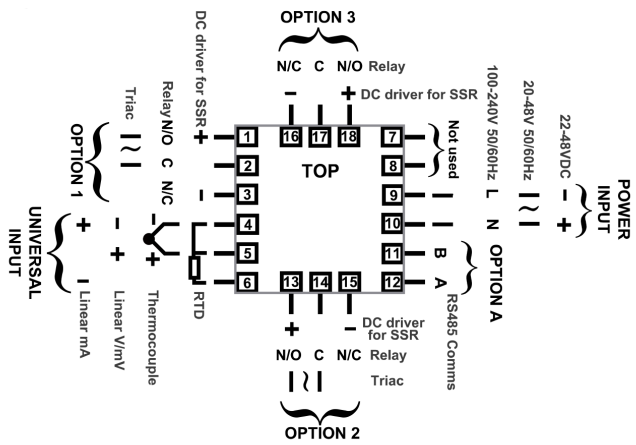 OPTION 3
N/C C N/O Relay
− + DC driver for SSR
16 17 18
TOP
1
2
3
4
5
6
7
8
9
10
11
12
13 14 15
DC driver for SSR
+
−
Relay N/O C N/C
Triac
~
OPTION 1
UNIVERSAL INPUT
+ − Linear mA
− + Linear V/mV
− + Thermocouple
RTD
Not used
100-240V 50/60Hz
L N
20-48V 50/60Hz
~
22-48VDC
− +
POWER INPUT
B
A
OPTION A
RS485 Comms
+ − DC driver
for SSR
N/O C N/C Relay
~ Triac
OPTION 2